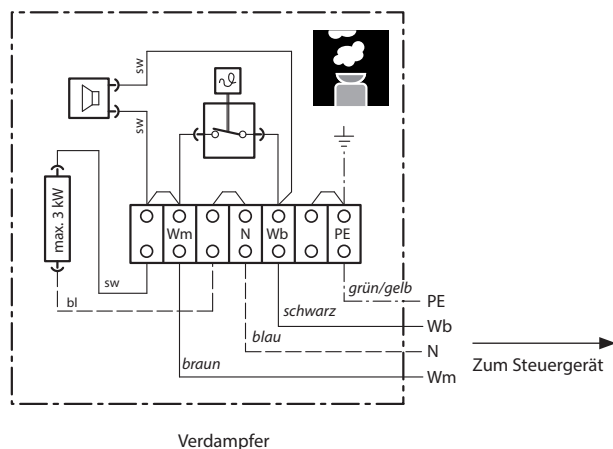 sw
sw
max. 3 kW
Wm
N
Wb
PE
sw
bl
grün/gelb
PE
schwarz
Wb
blau
N
braun
Wm
Zum Steuergerät
Verdampfer